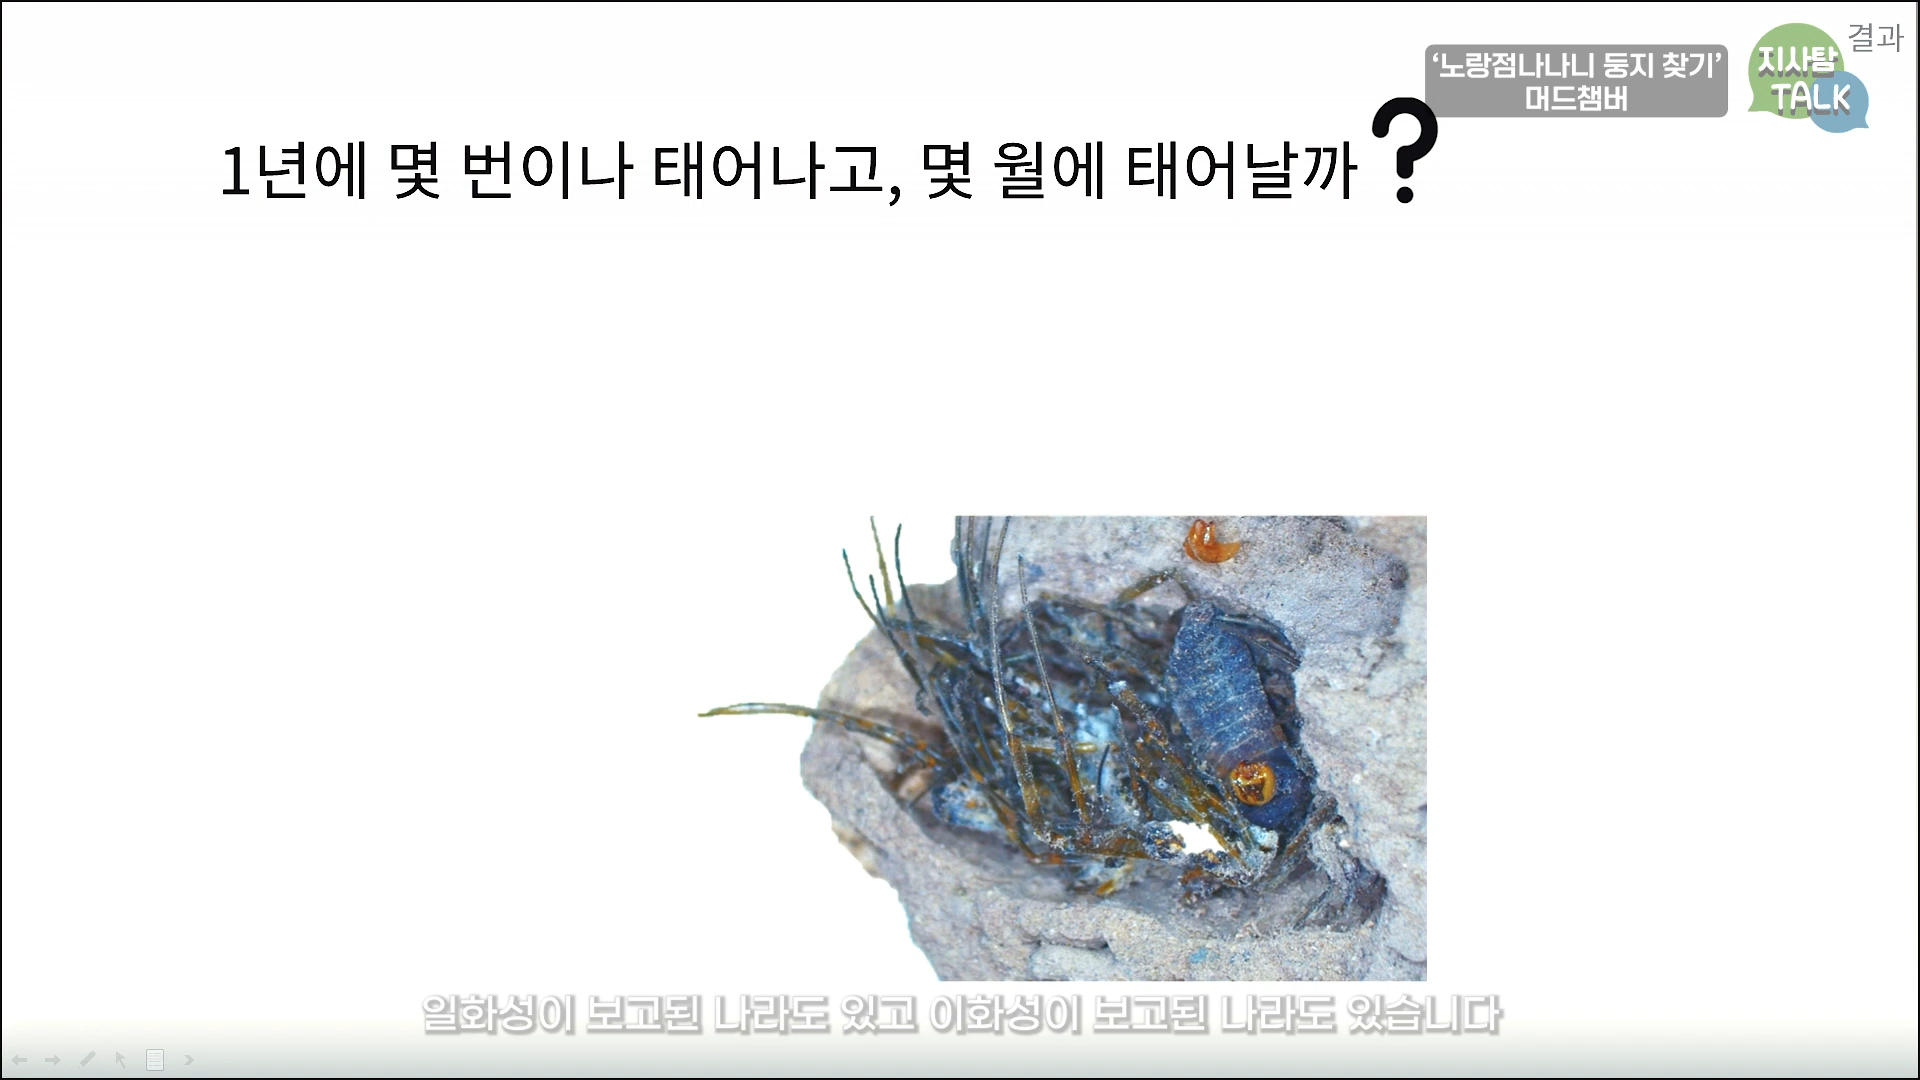 결과
‘노랑점나나니 둥지 찾기’
머드챔버
지사탐
TALK
1년에 몇 번이나 태어나고, 몇 월에 태어날까?
일화성이 보고된 나라도 있고 이화성이 보고된 나라도 있습니다